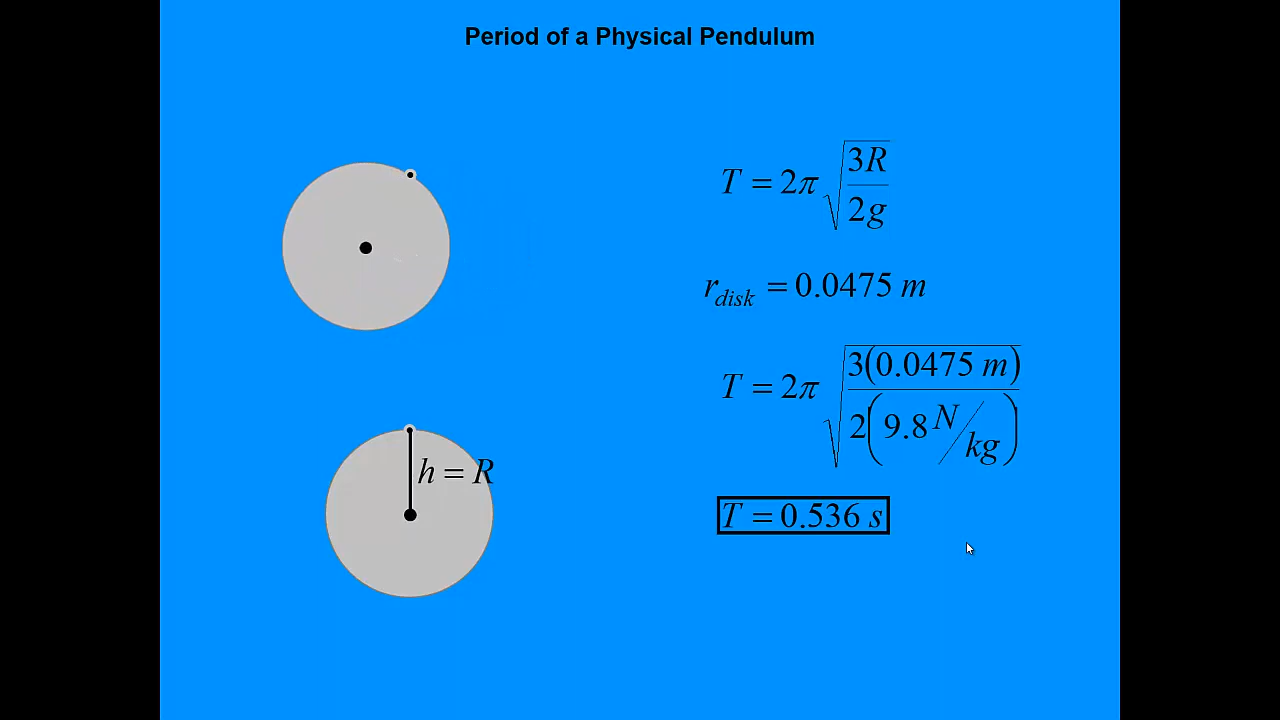 Period of a Physical Pendulum
T = 2π √(3R / 2g)
r_disk = 0.0475 m
T = 2π √(3(0.0475 m) / 2(9.8 N/kg))
h = R
T = 0.536 s